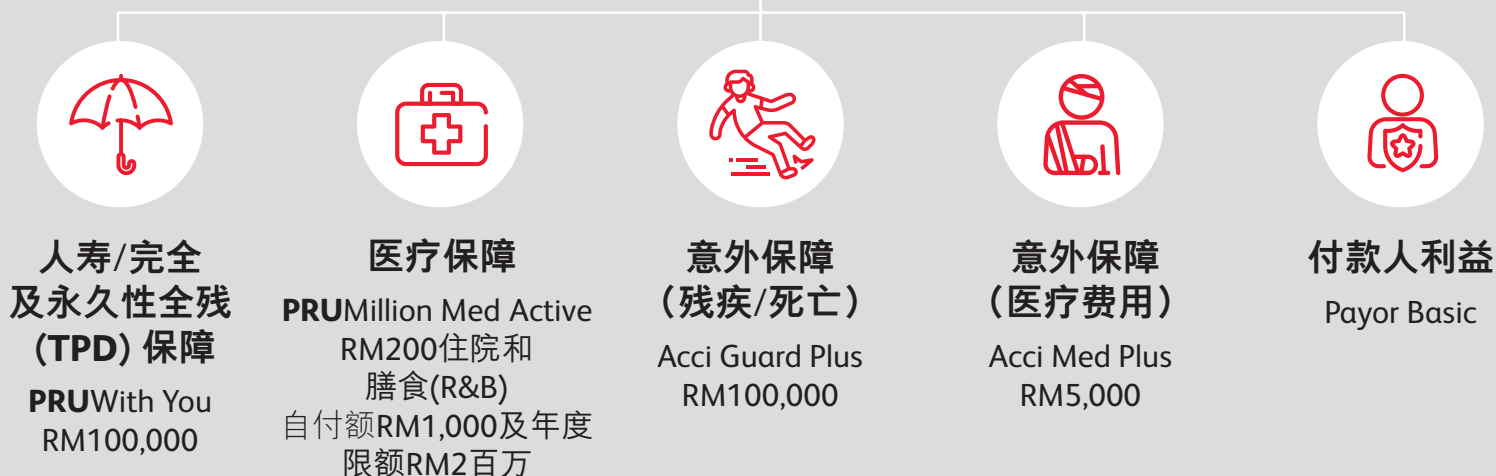 人寿/完全
及永久性全残
(TPD) 保障
PRUWith You
RM100,000
医疗保障
PRUMillion Med Active
RM200住院和
膳食(R&B)
自付额RM1,000及年度
限额RM2百万
意外保障
（残疾/死亡）
Acci Guard Plus
RM100,000
意外保障
（医疗费用）
Acci Med Plus
RM5,000
付款人利益
Payor Basic